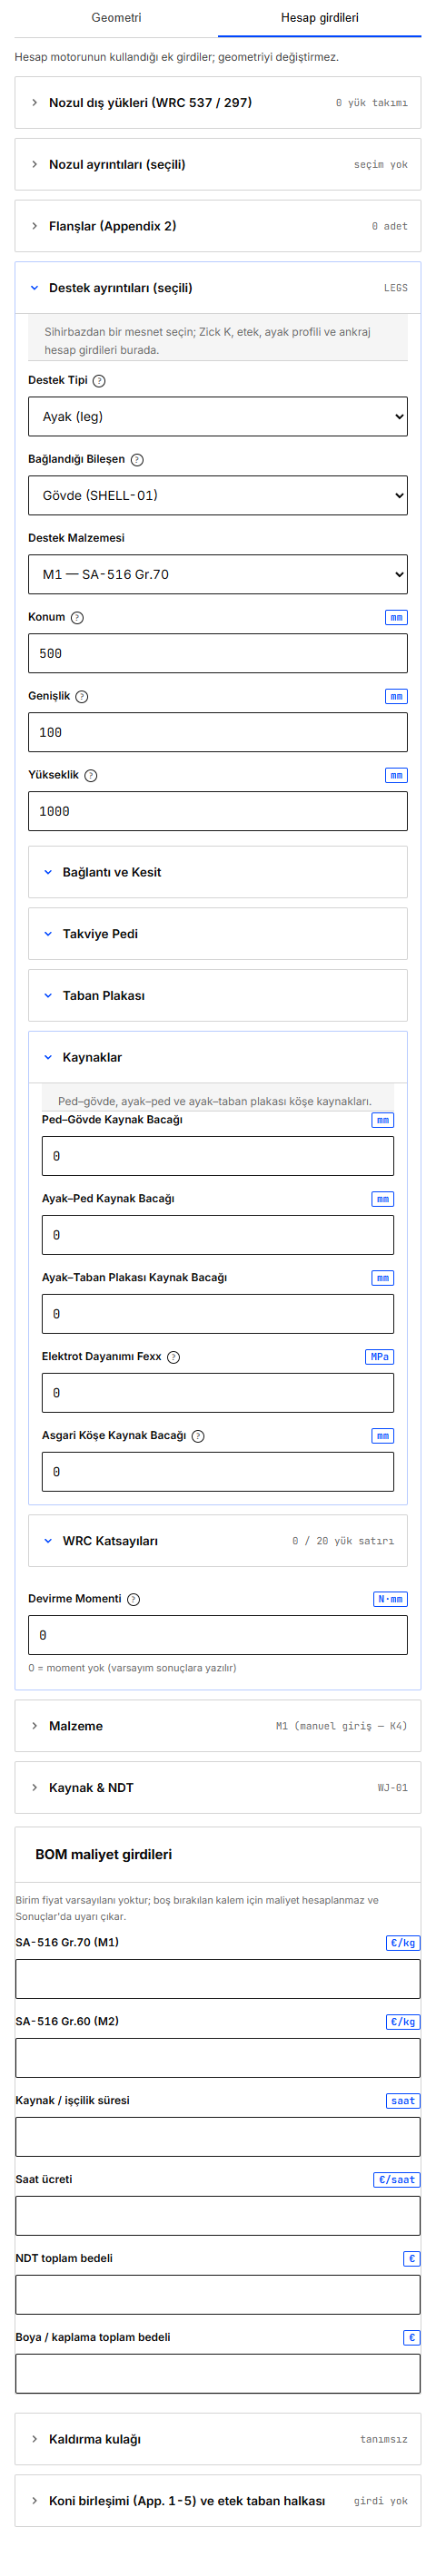 Geometri
Hesap girdileri
Hesap motorunun kullandığı ek girdiler; geometriyi değiştirmez.
Nozul dış yükleri (WRC 537 / 297)
0 yük takımı
Nozul ayrıntıları (seçili)
seçim yok
Flanşlar (Appendix 2)
0 adet
Destek ayrıntıları (seçili)
LEGS
Sihirbazdan bir mesnet seçin; Zick K, etek, ayak profili ve ankraj
hesap girdileri burada.
Destek Tipi ?
Ayak (leg)
Bağlandığı Bileşen ?
Gövde (SHELL-01)
Destek Malzemesi
M1 — SA-516 Gr.70
Konum ?
mm
500
Genişlik ?
mm
100
Yükseklik ?
mm
1000
Bağlantı ve Kesit
Takviye Pedi
Taban Plakası
Kaynaklar
Ped–gövde, ayak–ped ve ayak–taban plakası köşe kaynakları.
Ped–Gövde Kaynak Bacağı
mm
0
Ayak–Ped Kaynak Bacağı
mm
0
Ayak–Taban Plakası Kaynak Bacağı
mm
0
Elektrot Dayanımı Fexx ?
MPa
0
Asgari Köşe Kaynak Bacağı ?
mm
0
WRC Katsayıları
0 / 20 yük satırı
Devirme Momenti ?
N·mm
0
0 = moment yok (varsayım sonuçlara yazılır)
Malzeme
M1 (manuel giriş — K4)
Kaynak & NDT
WJ-01
BOM maliyet girdileri
Birim fiyat varsayılanı yoktur; boş bırakılan kalem için maliyet hesaplanmaz ve
Sonuçlar'da uyarı çıkar.
SA-516 Gr.70 (M1)
€/kg
SA-516 Gr.60 (M2)
€/kg
Kaynak / işçilik süresi
saat
Saat ücreti
€/saat
NDT toplam bedeli
€
Boya / kaplama toplam bedeli
€
Kaldırma kulağı
tanımsız
Koni birleşimi (App. 1-5) ve etek taban halkası
girdi yok